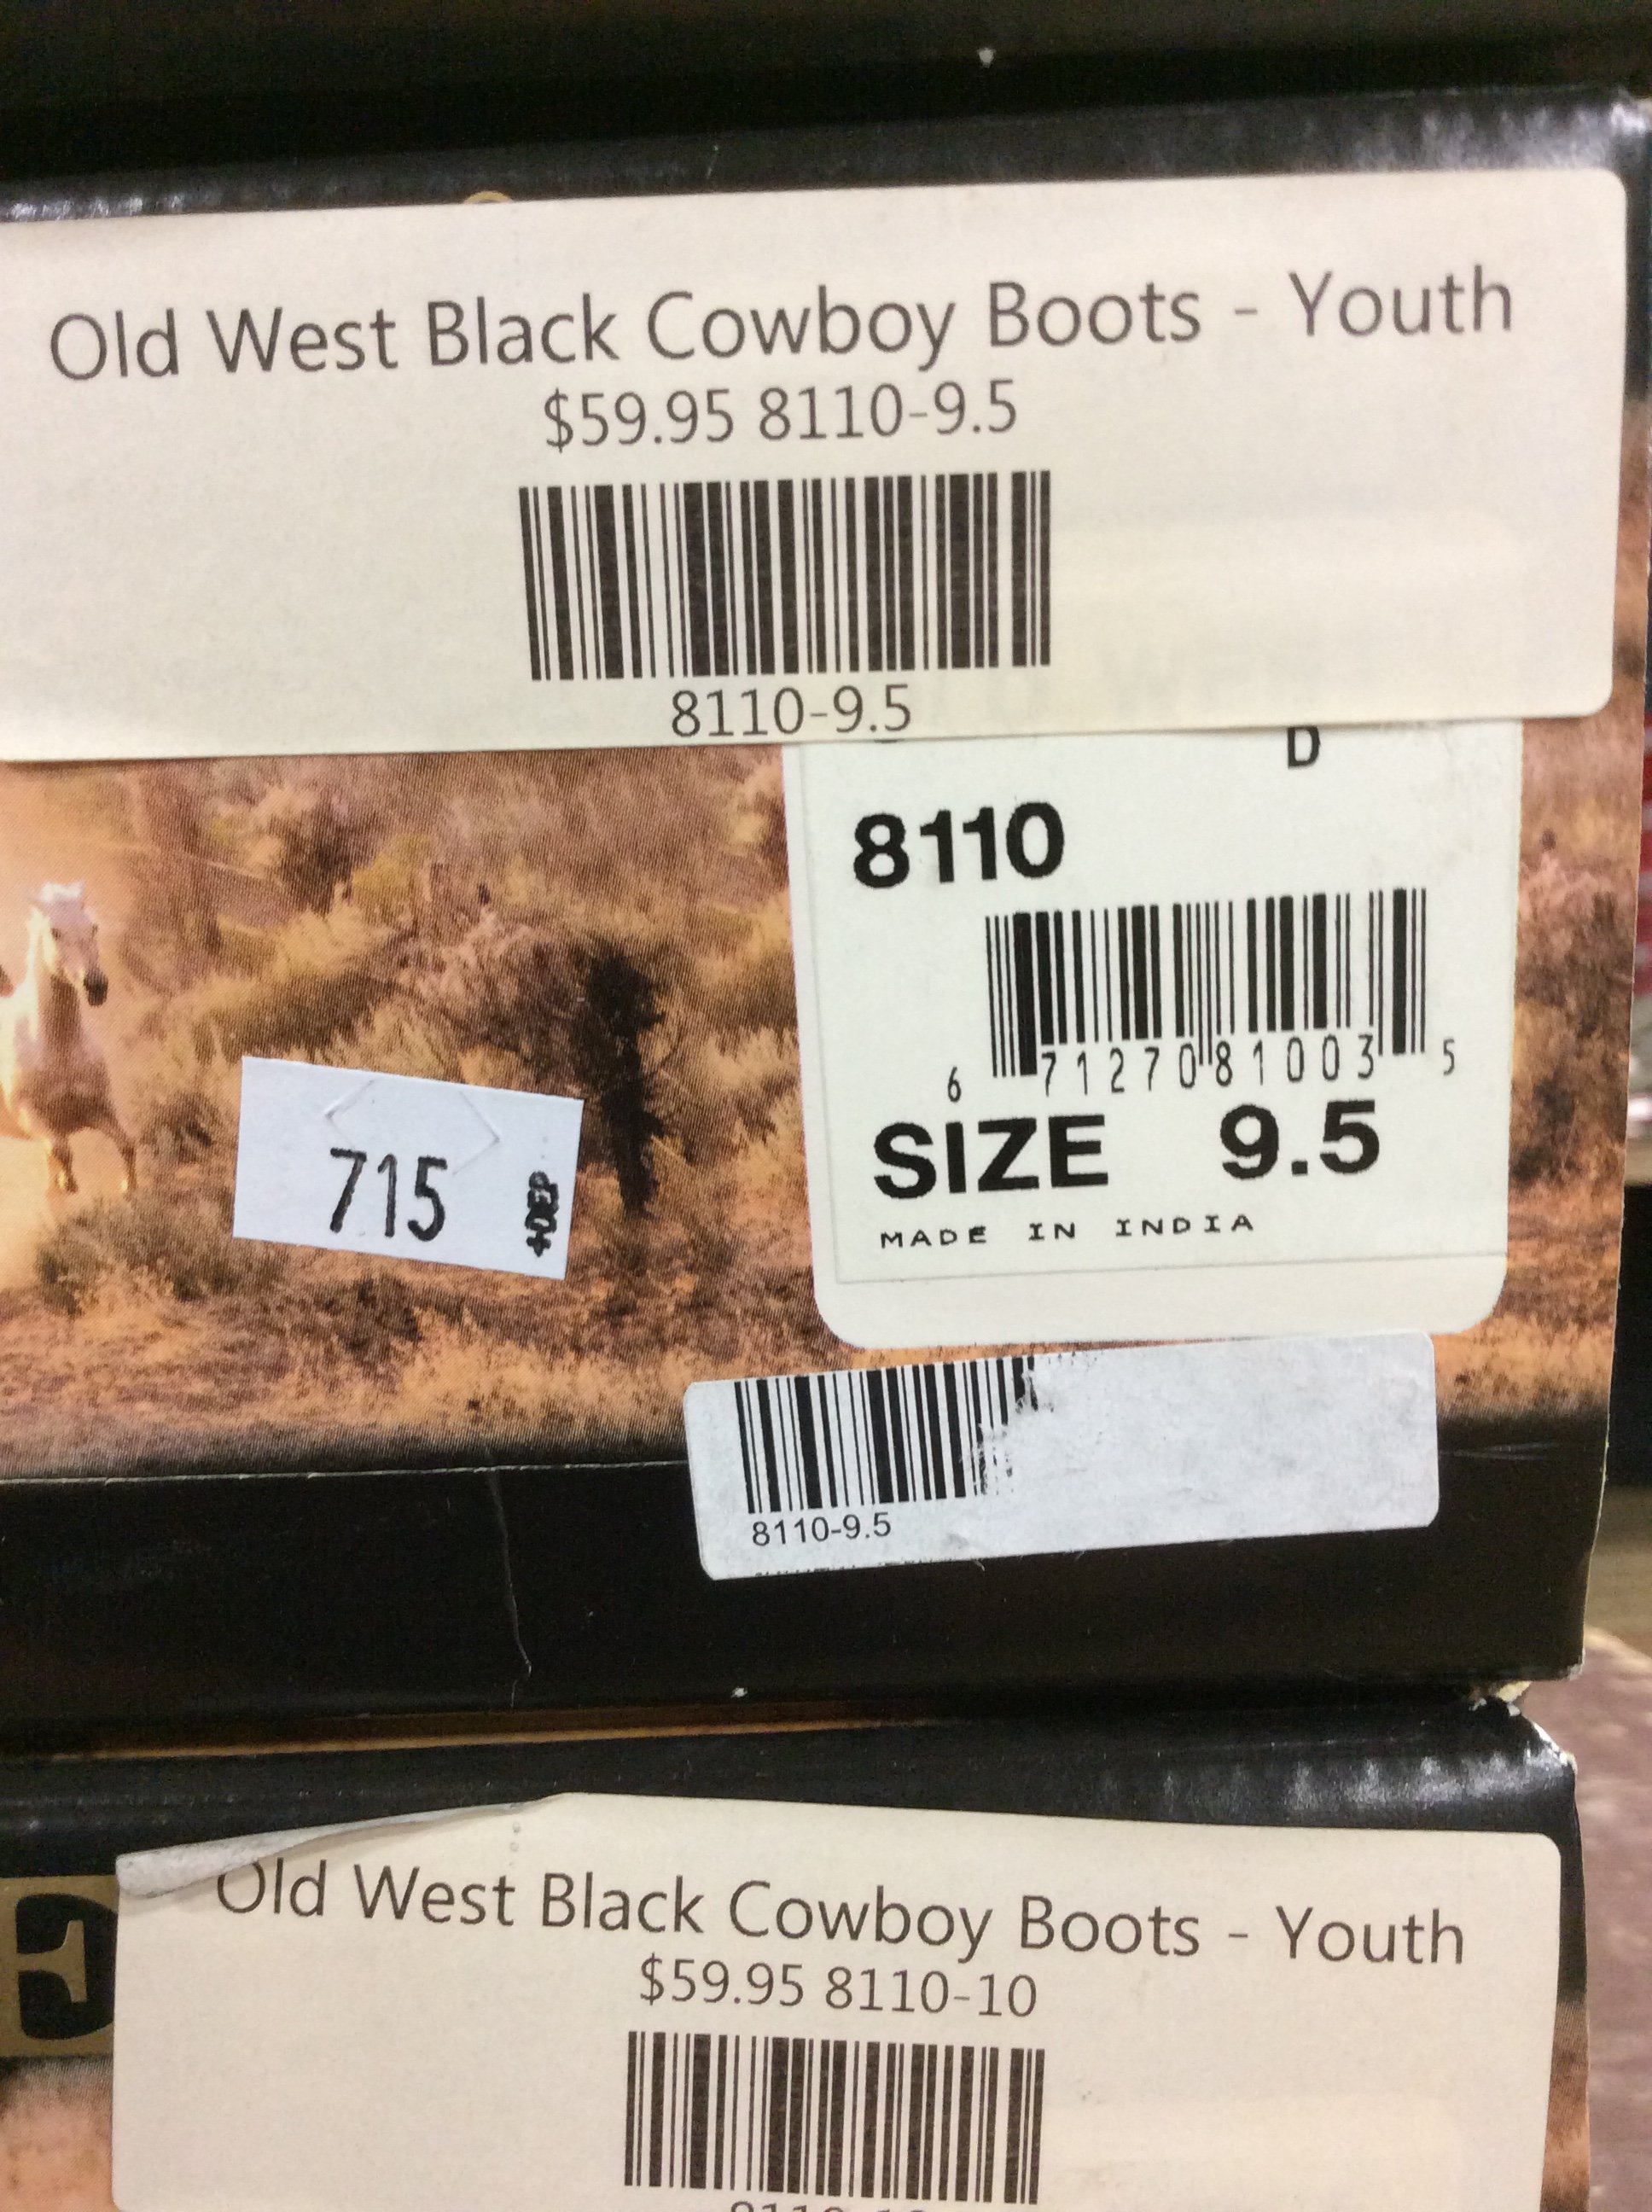 Old West Black Cowboy Boots - Youth
$59.95 8110-9.5
8110-9.5
D
8110
6 71270 81003 5
SIZE 9.5
MADE IN INDIA
715
8110-9.5
E
Old West Black Cowboy Boots - Youth
$59.95 8110-10